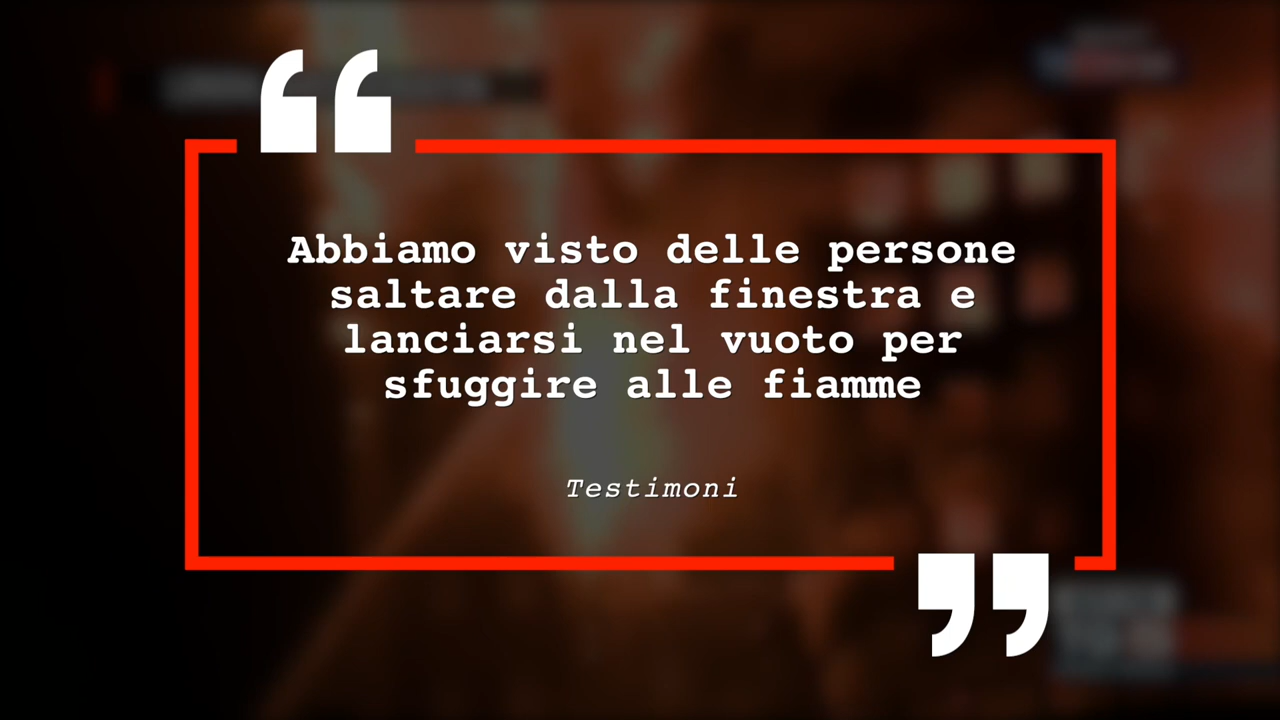 Abbiamo visto delle persone
saltare dalla finestra e
lanciarsi nel vuoto per
sfuggire alle fiamme
Testimoni